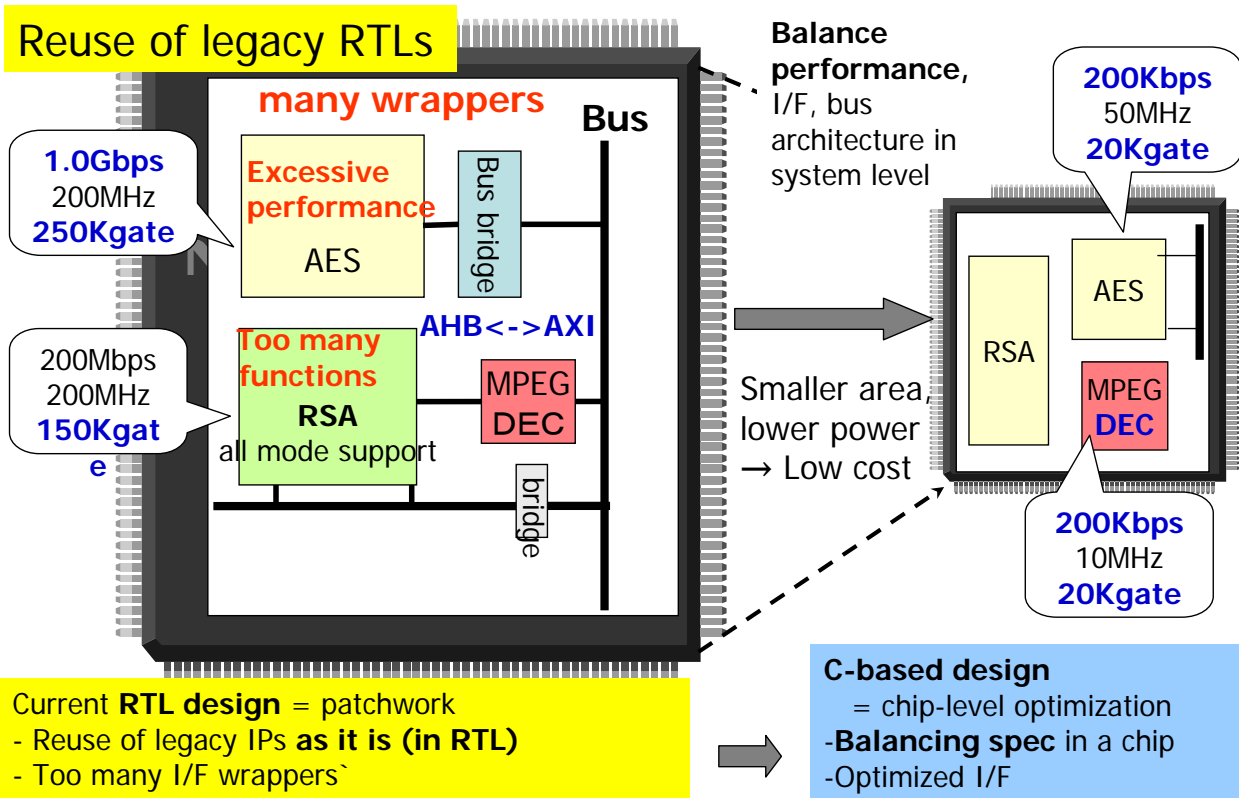 Reuse of legacy RTLs
many wrappers
Bus
1.0Gbps
200MHz
250Kgate
Excessive
performance
AES
Bus bridge
AHB<->AXI
200Mbps
200MHz
150Kgat
e
Too many
functions
RSA
all mode support
MPEG
DEC
bridge
Balance
performance,
I/F, bus
architecture in
system level
200Kbps
50MHz
20Kgate
RSA
AES
MPEG
DEC
Smaller area,
lower power
→ Low cost
200Kbps
10MHz
20Kgate
Current RTL design = patchwork
- Reuse of legacy IPs as it is (in RTL)
- Too many I/F wrappers`
C-based design
= chip-level optimization
-Balancing spec in a chip
-Optimized I/F